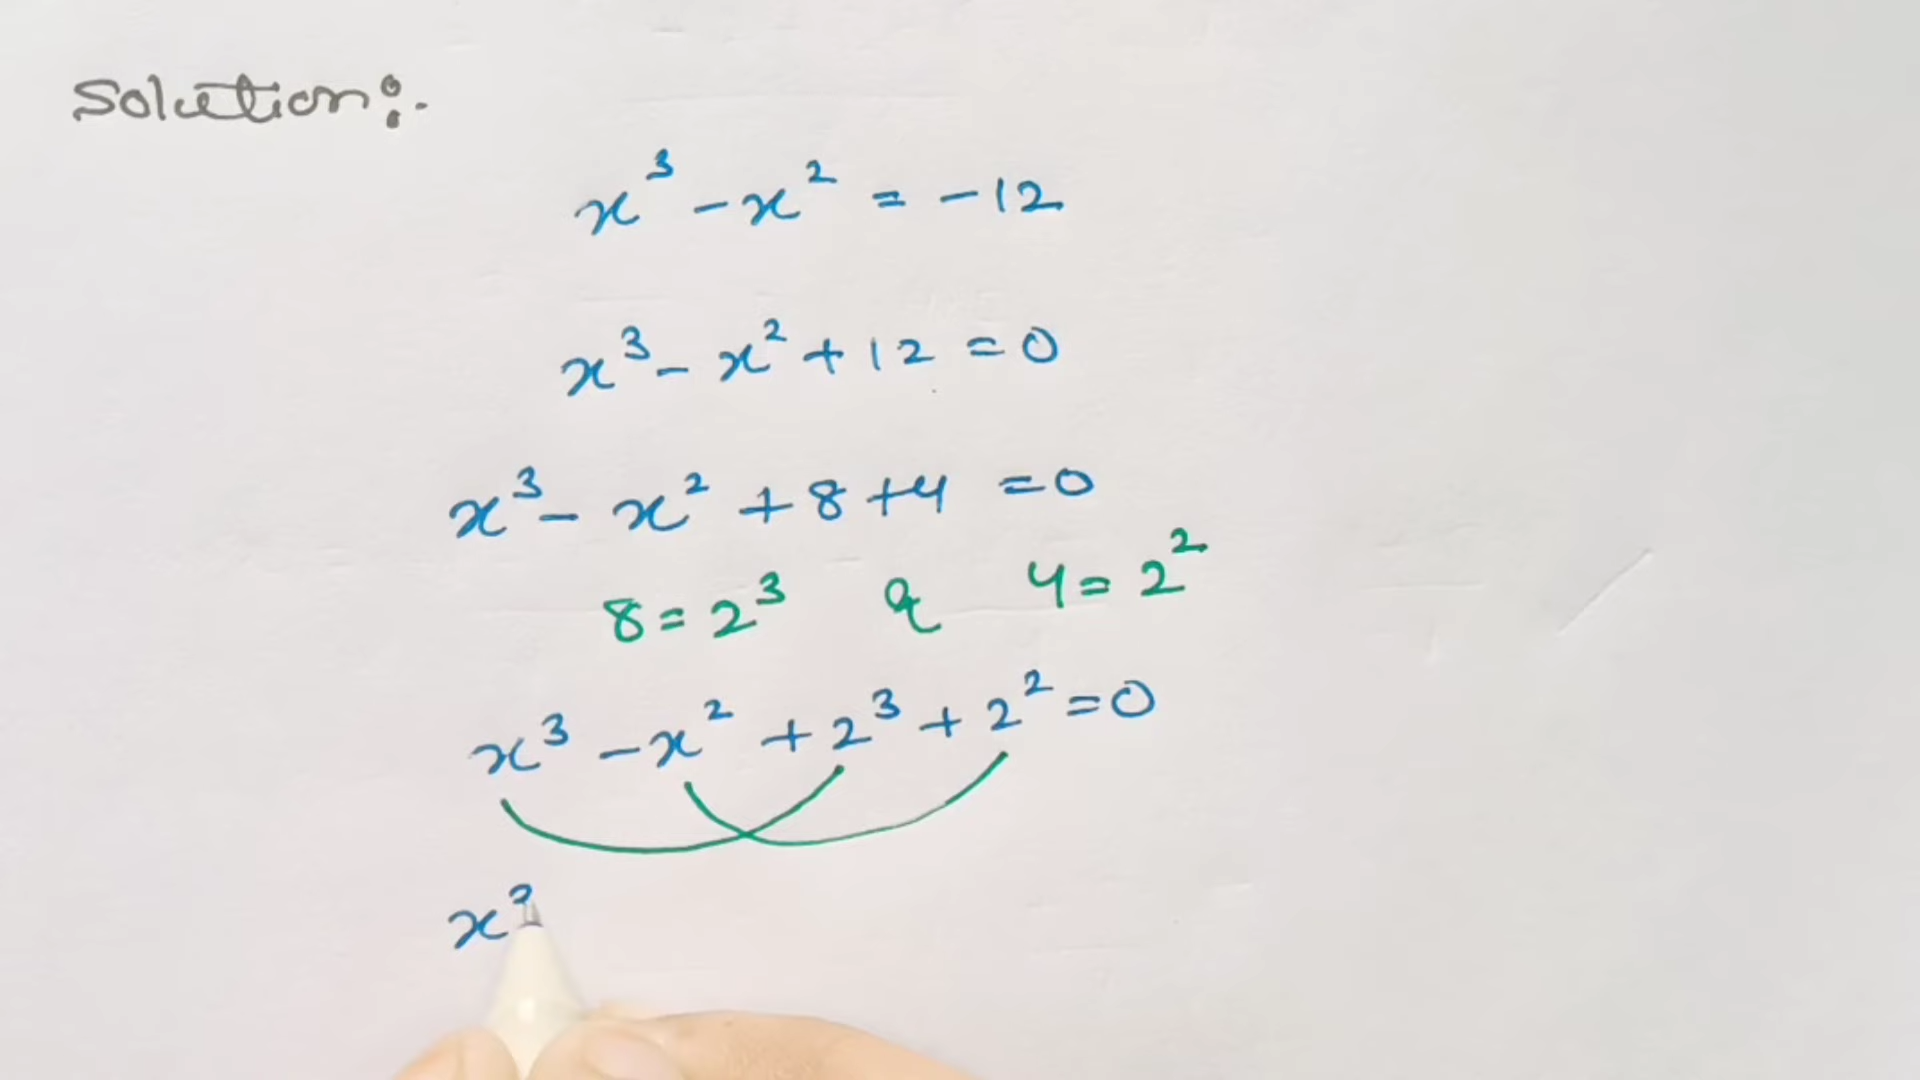 Solution:-
x³ - x² = -12
x³ - x² + 12 = 0
x³ - x² + 8 + 4 = 0
8 = 2³ & 4 = 2²
x³ - x² + 2³ + 2² = 0
x³